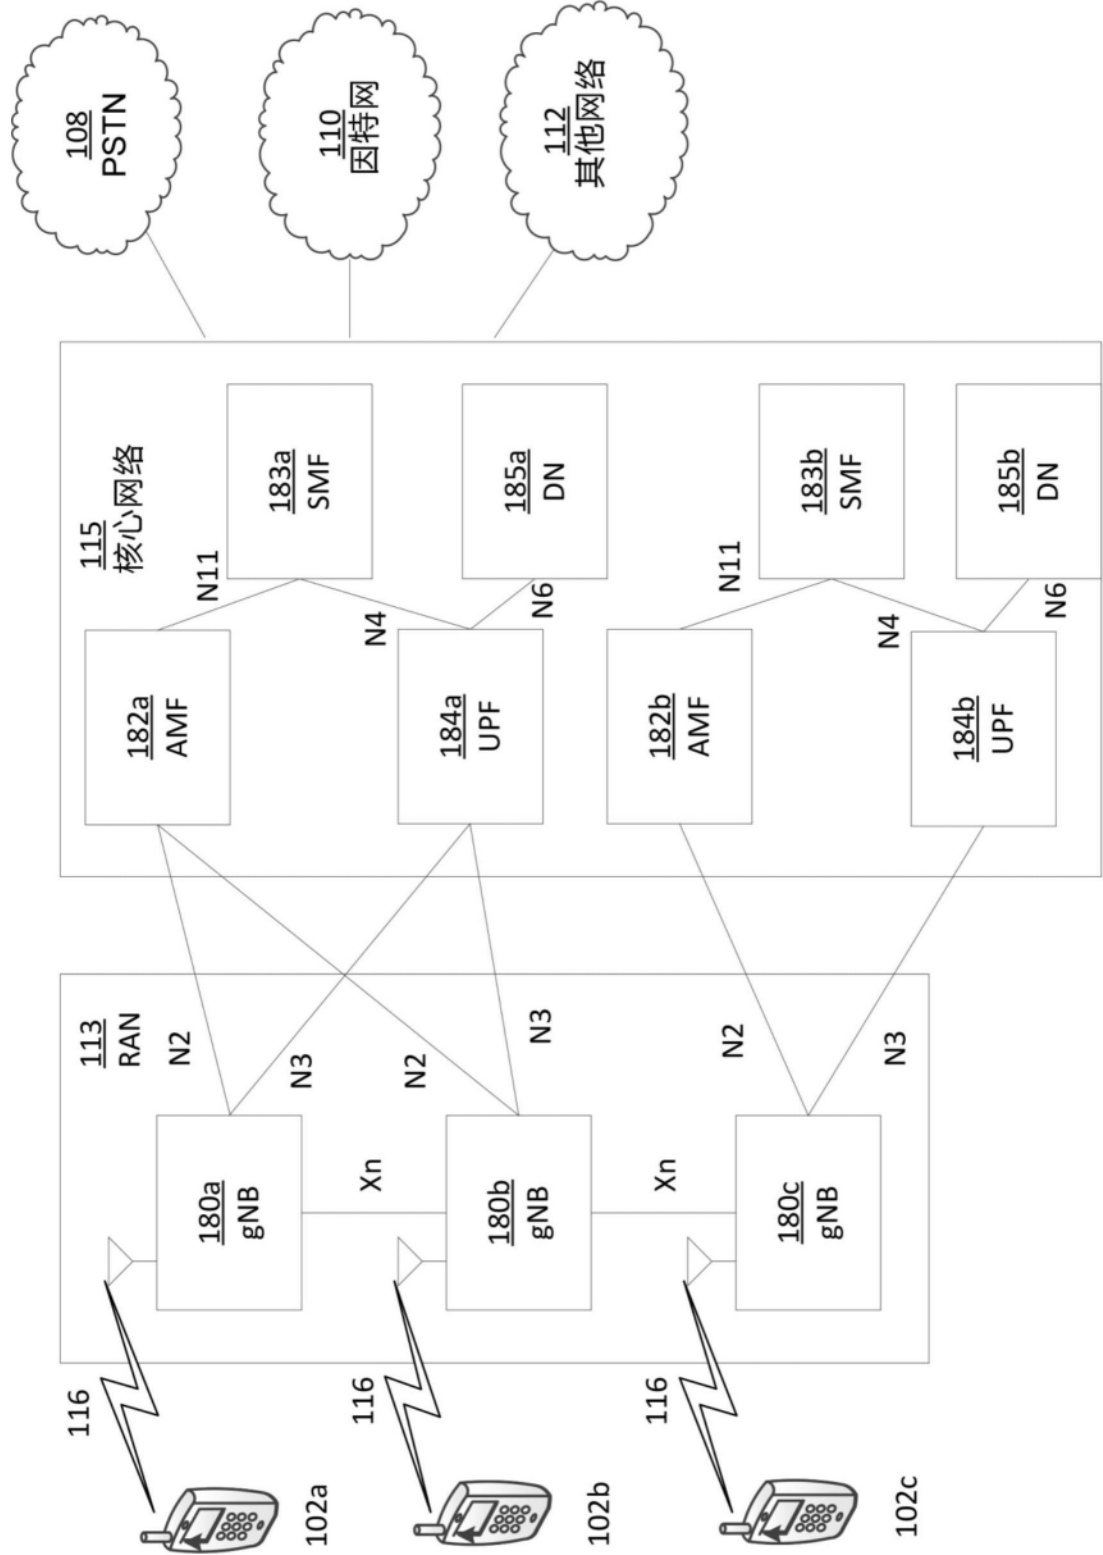 108
PSTN
110
因特网
112
其他网络
115
核心网络
182a
AMF
N11
183a
SMF
N4
184a
UPF
N6
185a
DN
182b
AMF
N11
183b
SMF
N4
184b
UPF
N6
185b
DN
113
RAN
N2
N3
N2
N3
N2
N3
180a
gNB
Xn
180b
gNB
Xn
180c
gNB
116
116
116
102a
102b
102c